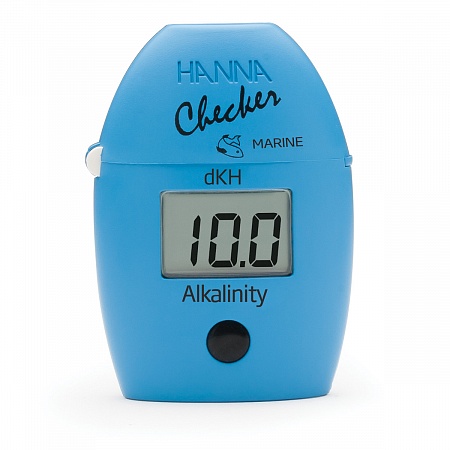 HANNA
Checker
MARINE
dKH
10.0
Alkalinity